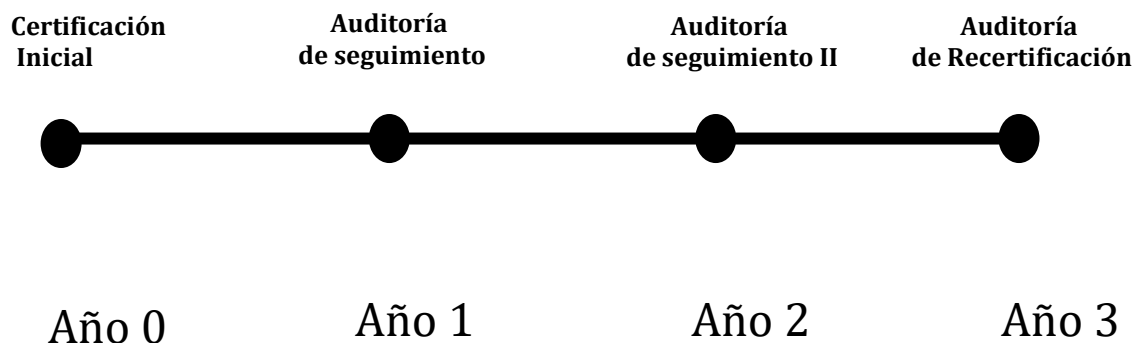 Certificación
Inicial
Auditoría
de seguimiento
Auditoría
de seguimiento II
Auditoría
de Recertificación
Año 0
Año 1
Año 2
Año 3